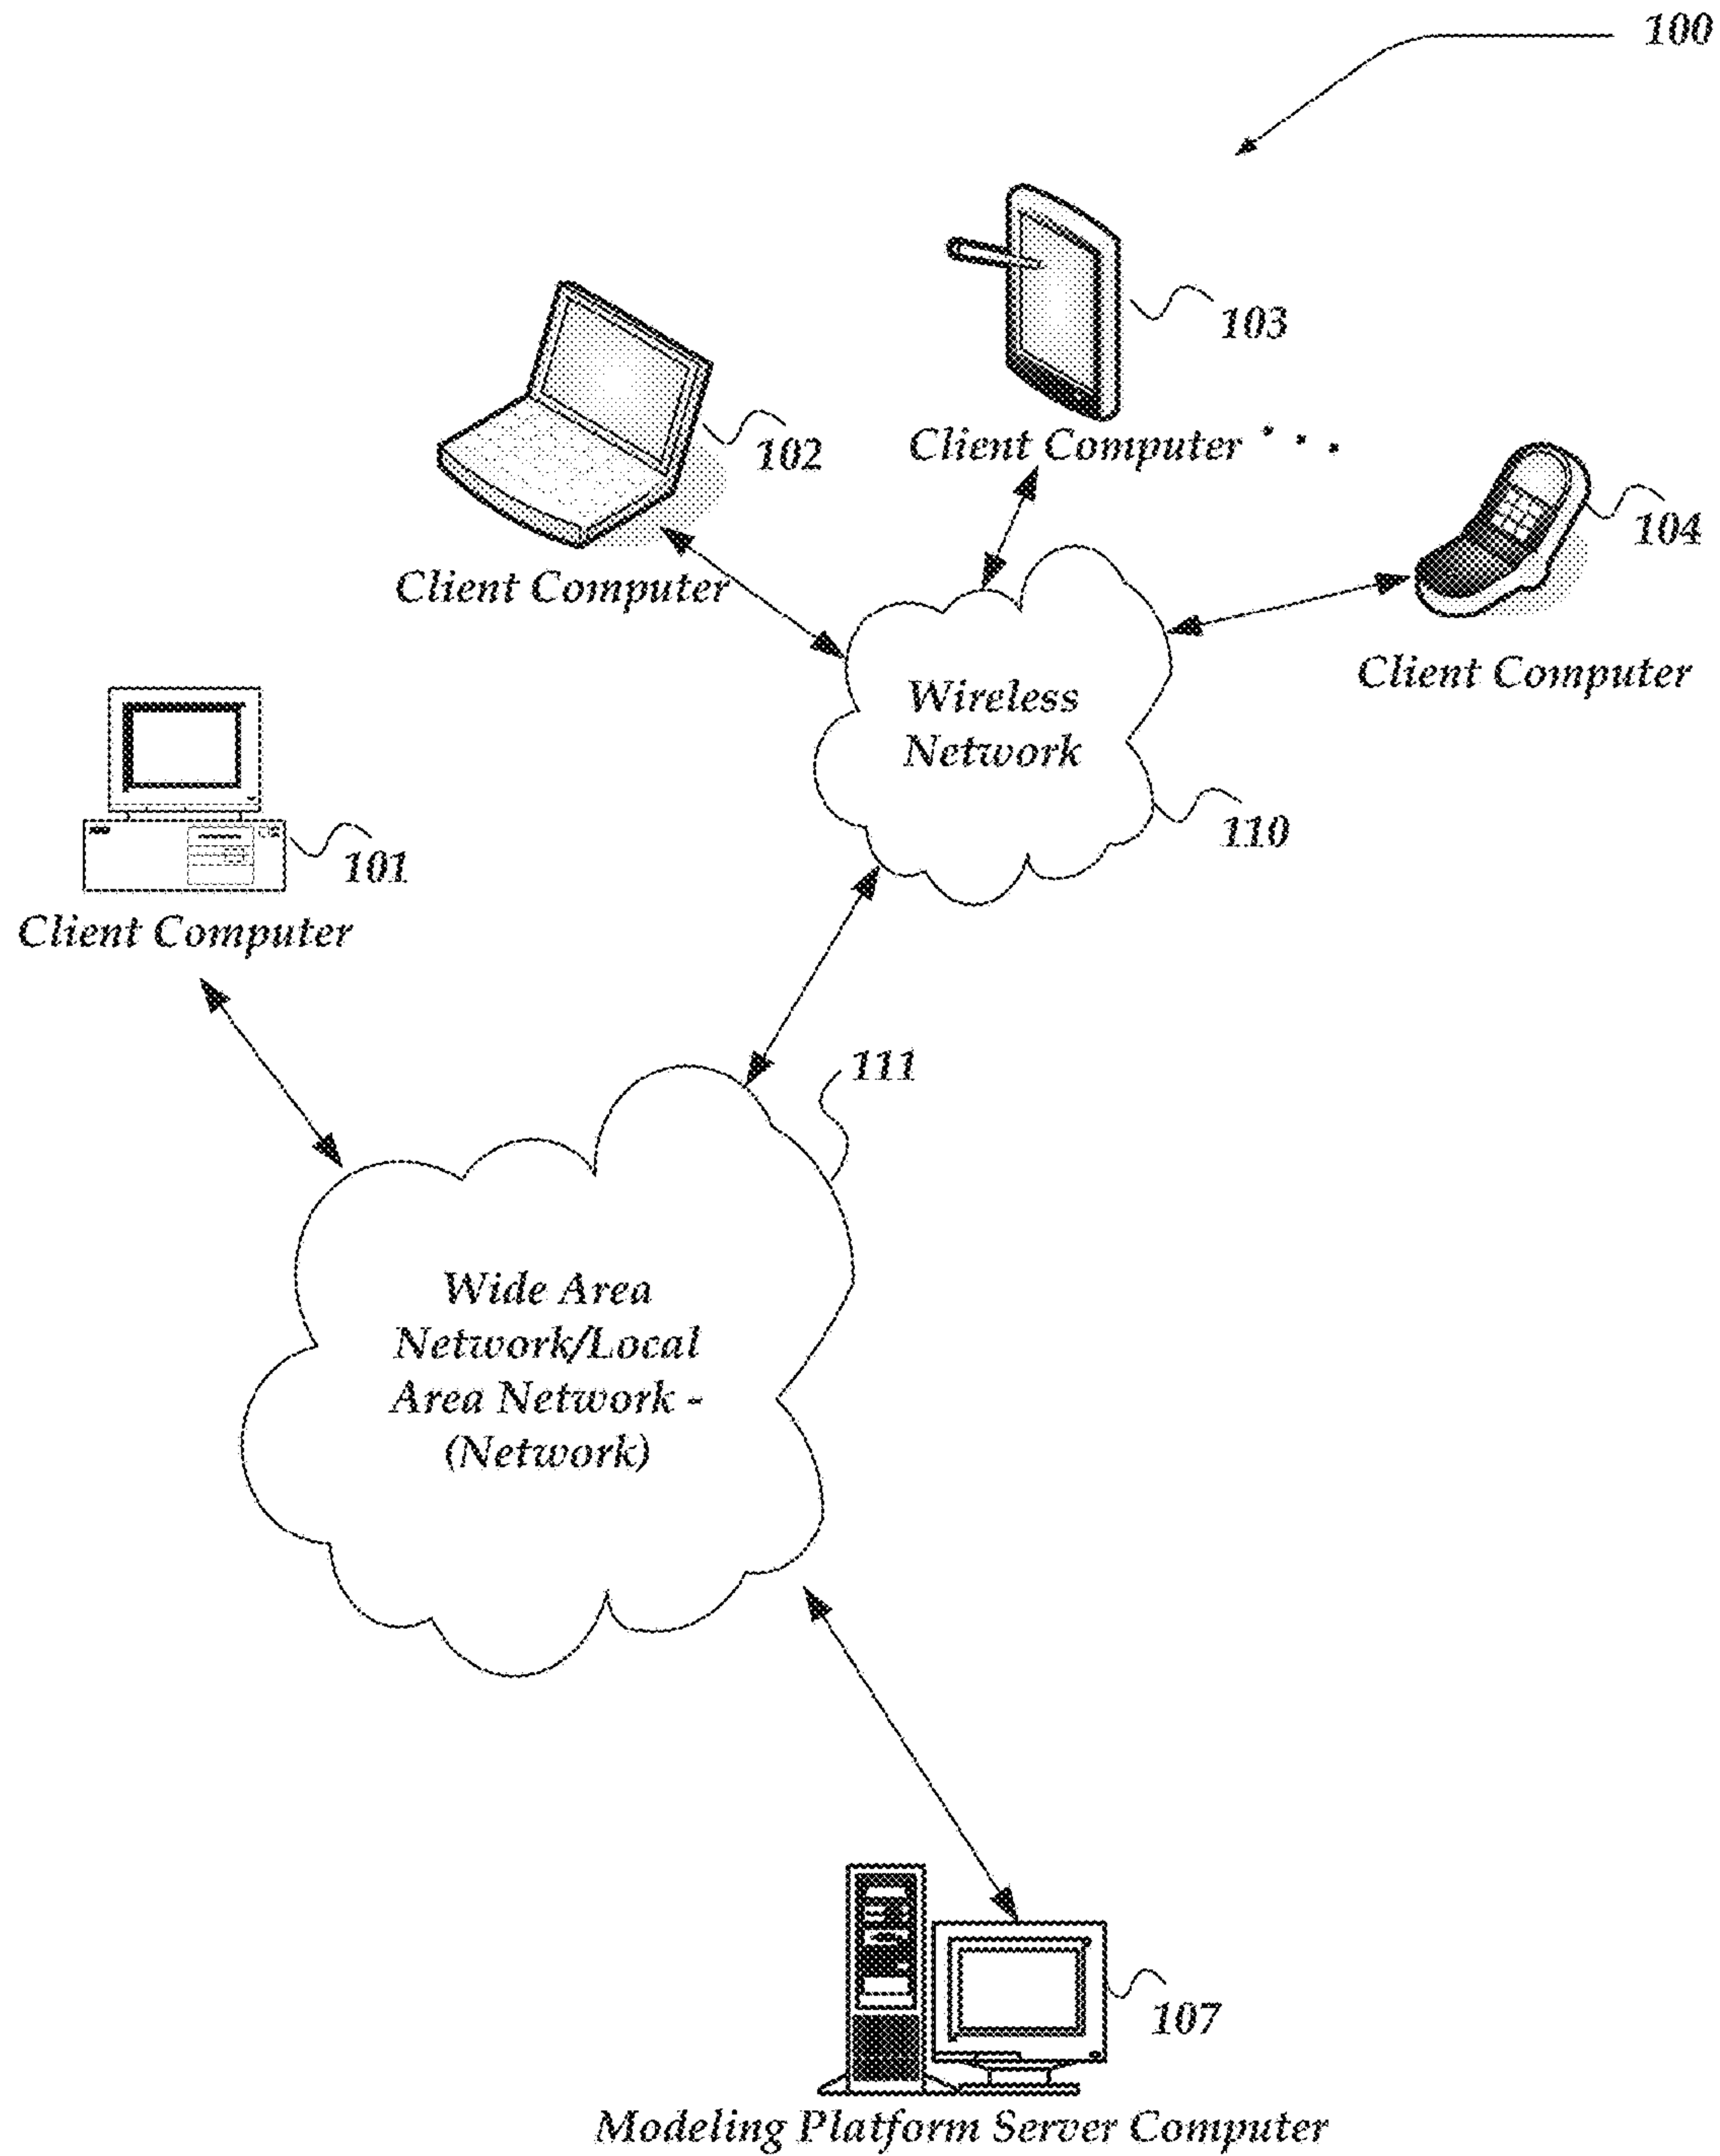 100
103
Client Computer . . .
102
104
Client Computer
Client Computer
Wireless
Network
110
101
Client Computer
111
Wide Area
Network/Local
Area Network -
(Network)
107
Modeling Platform Server Computer